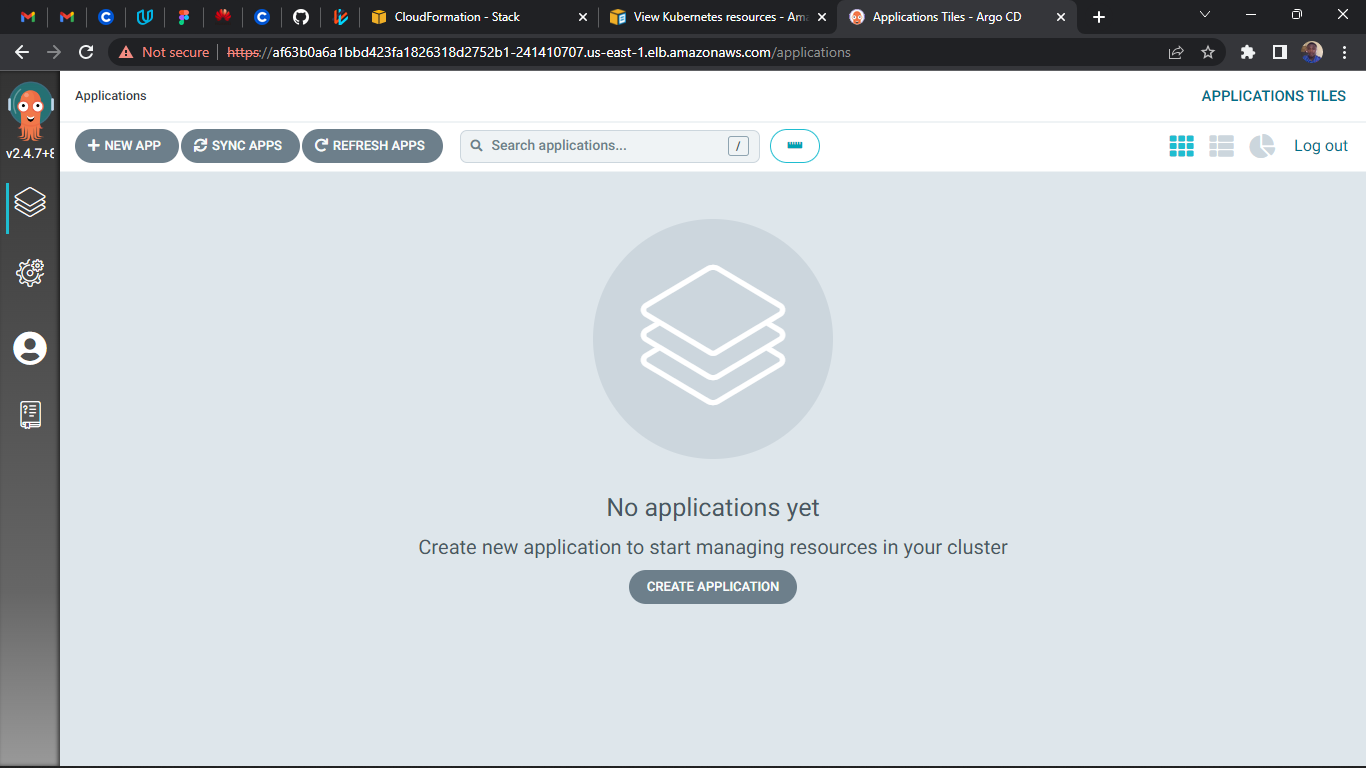 CloudFormation - Stack
View Kubernetes resources - Ama
Applications Tiles - Argo CD
Not secure
https://af63b0a6a1bbd423fa1826318d2752b1-241410707.us-east-1.elb.amazonaws.com/applications
v2.4.7+8
Applications
APPLICATIONS TILES
NEW APP
SYNC APPS
REFRESH APPS
Search applications...
/
Log out
No applications yet
Create new application to start managing resources in your cluster
CREATE APPLICATION